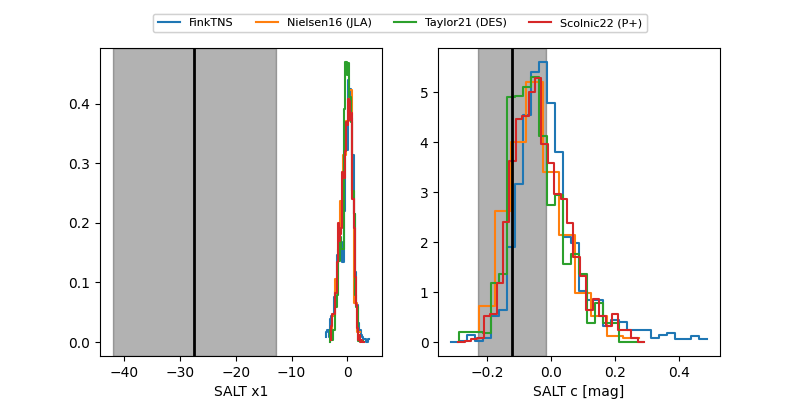 FinkTNS Nielsen16 (JLA) Taylor21 (DES) Scolnic22 (P+)
0.4
0.3
0.2
0.1
0.0
−40 −30 −20 −10 0
SALT x1
5
4
3
2
1
0
−0.2 0.0 0.2 0.4
SALT c [mag]